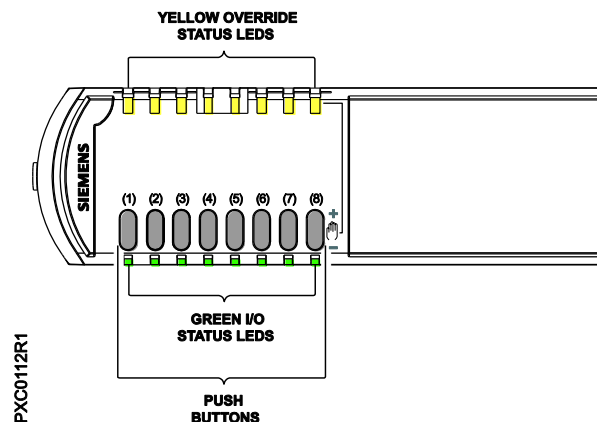 YELLOW OVERRIDE
STATUS LEDS
SIEMENS
(1) (2) (3) (4) (5) (6) (7) (8)
+
–
GREEN I/O
STATUS LEDS
PUSH
BUTTONS
PXC0112R1